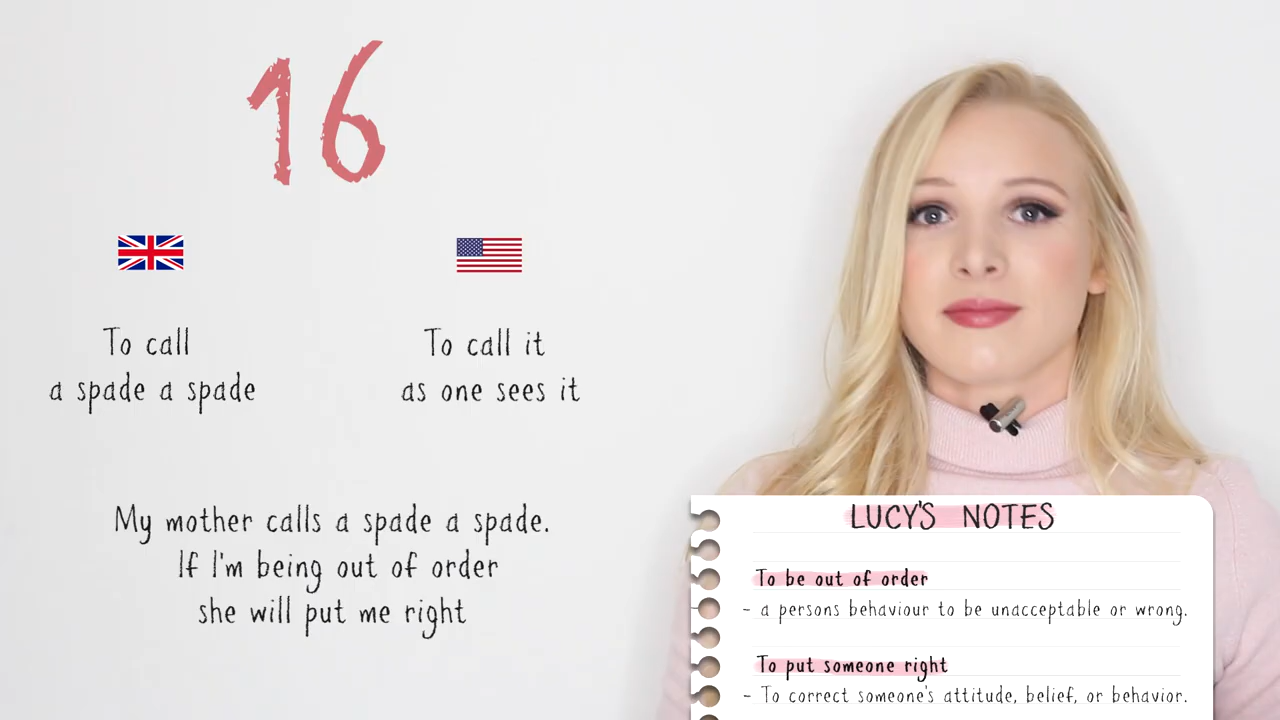 16
To call
a spade a spade
To call it
as one sees it
My mother calls a spade a spade.
If I'm being out of order
she will put me right
LUCY'S NOTES
To be out of order
- a persons behaviour to be unacceptable or wrong.
To put someone right
- To correct someone's attitude, belief, or behavior.